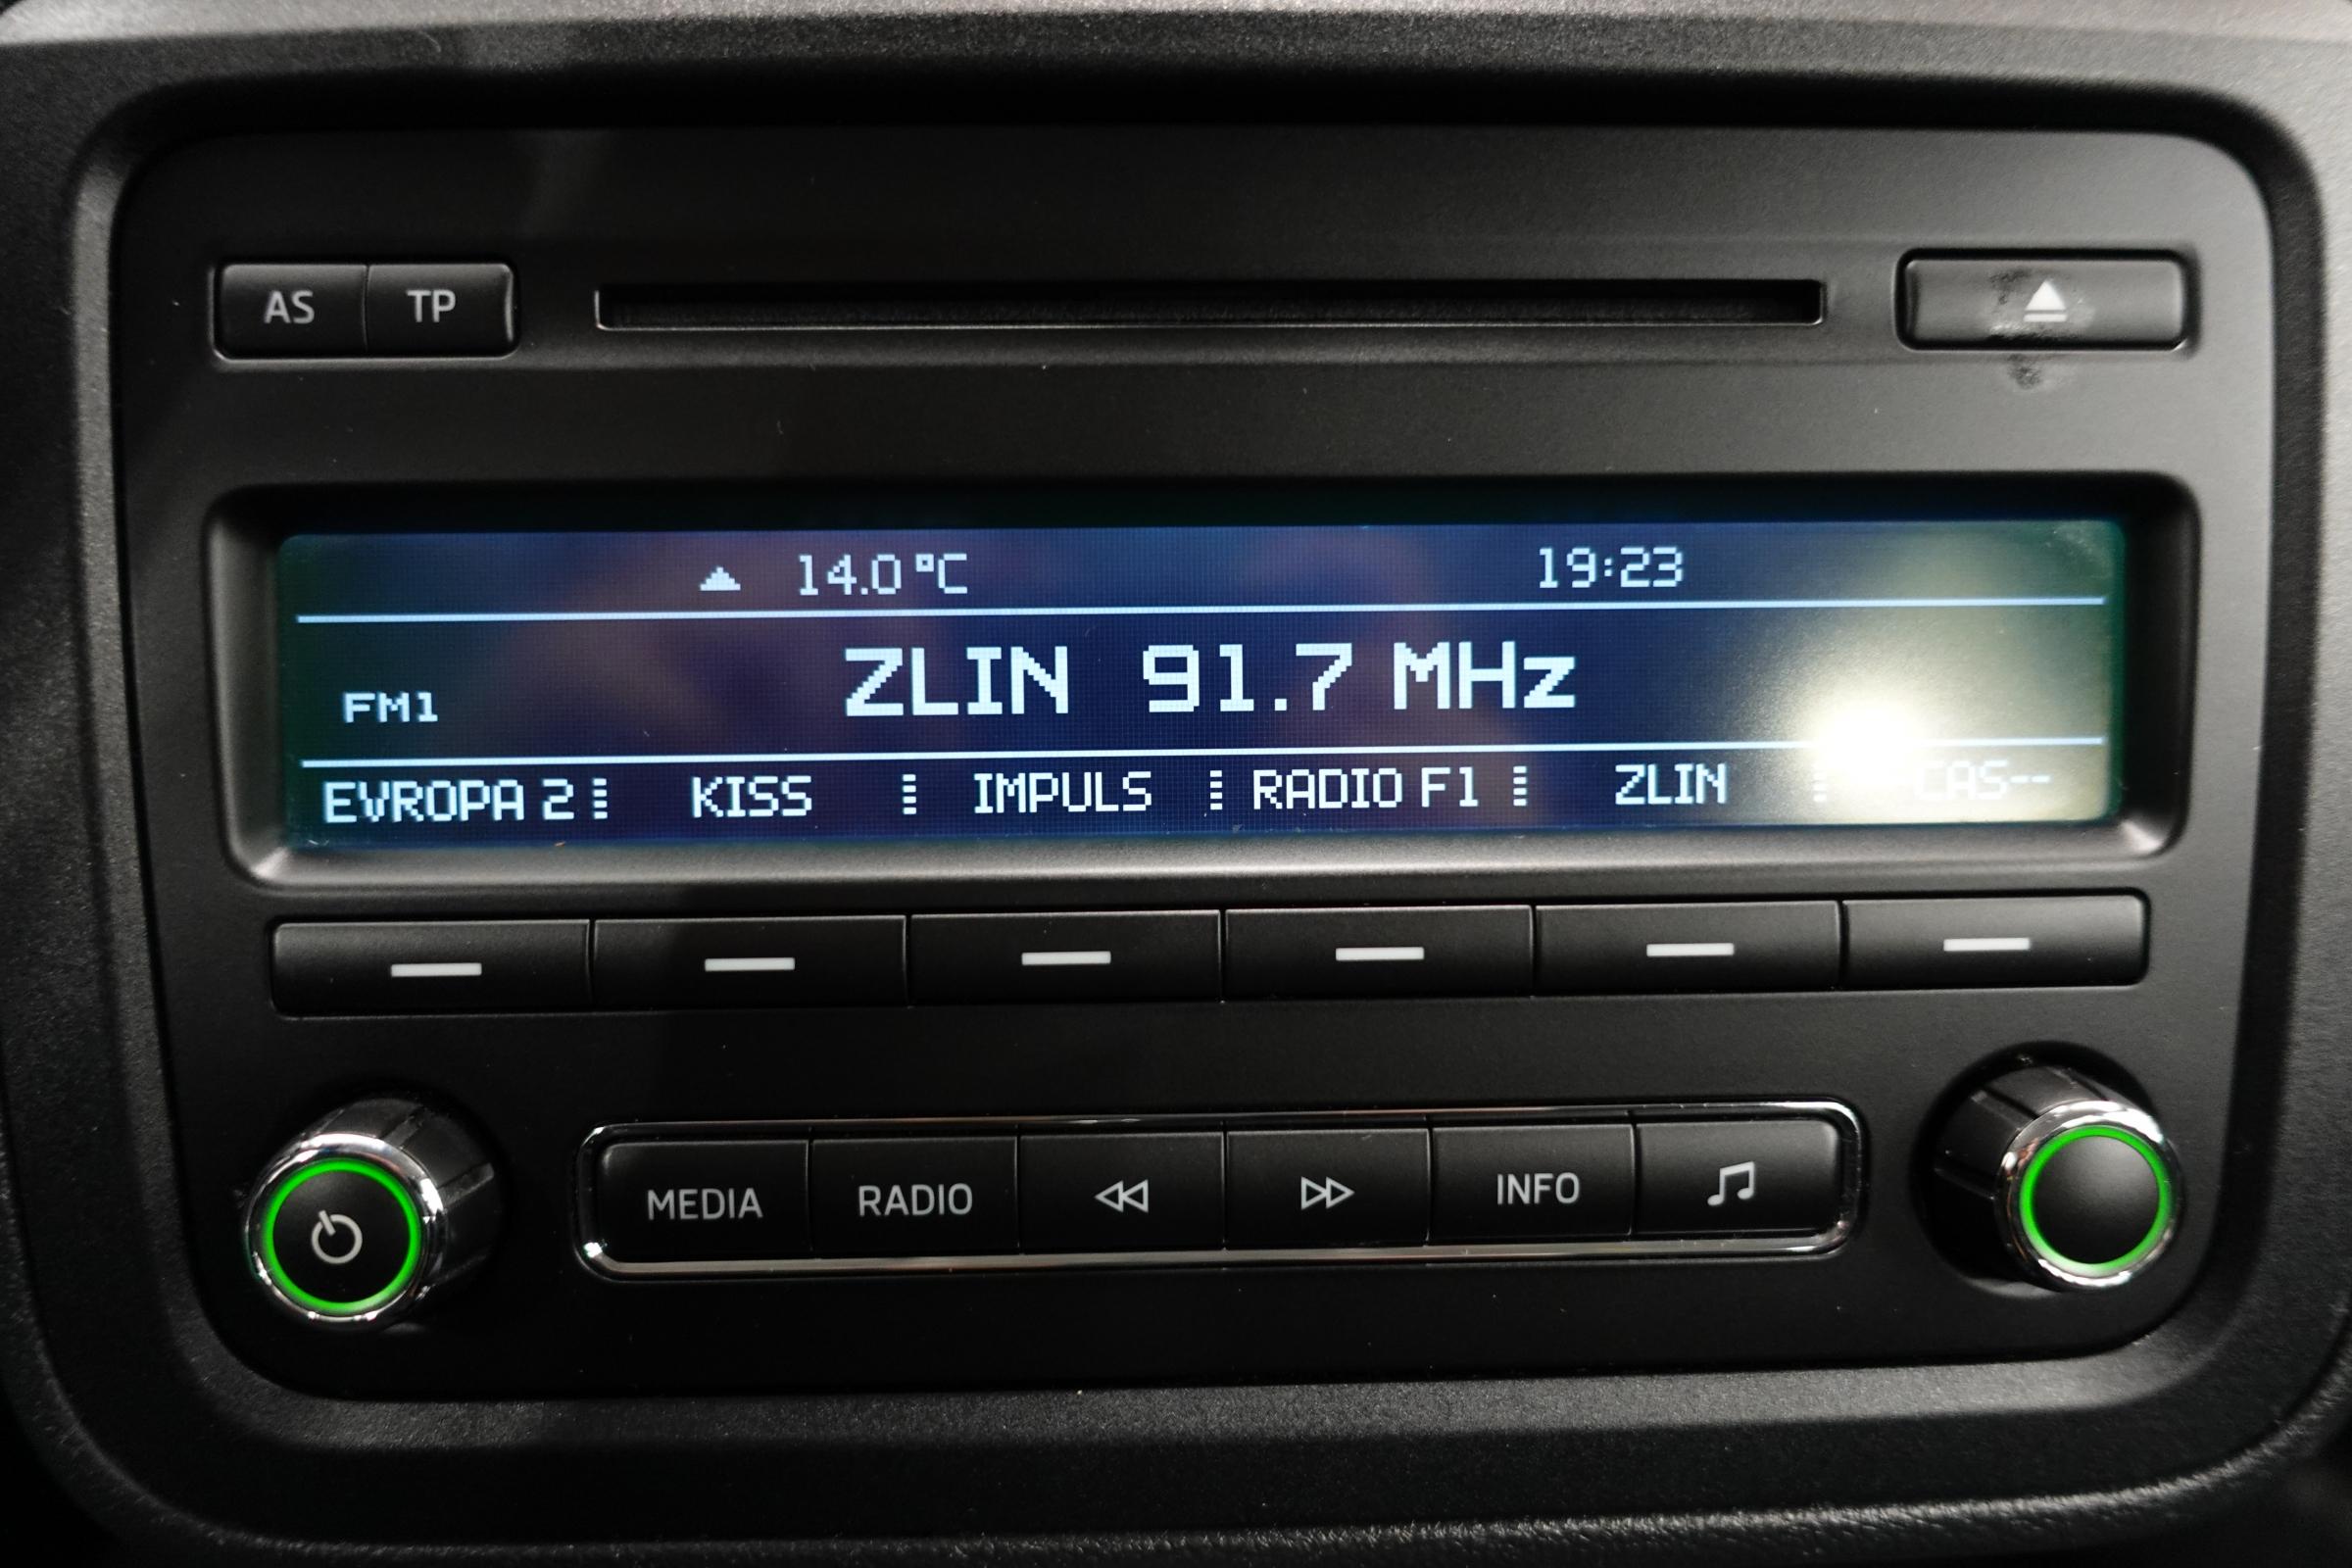 AS TP
14.0 °C 19:23
FM1 ZLIN 91.7 MHz
EVROPA 2 KISS IMPULS RADIO F1 ZLIN CAS--
MEDIA RADIO INFO